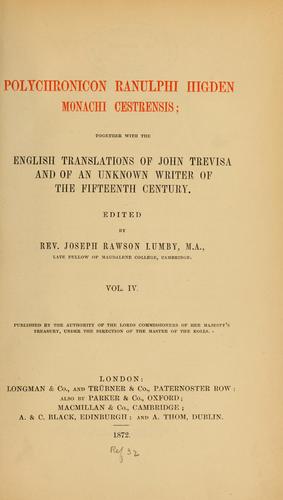 POLYCHRONICON RANULPHI HIGDEN
MONACHI CESTRENSIS;
TOGETHER WITH THE
ENGLISH TRANSLATIONS OF JOHN TREVISA
AND OF AN UNKNOWN WRITER OF
THE FIFTEENTH CENTURY.
EDITED
BY
REV. JOSEPH RAWSON LUMBY, M.A.,
LATE FELLOW OF MAGDALENE COLLEGE, CAMBRIDGE.
VOL. IV.
PUBLISHED BY THE AUTHORITY OF THE LORDS COMMISSIONERS OF HER MAJESTY'S
TREASURY, UNDER THE DIRECTION OF THE MASTER OF THE ROLLS.
LONDON:
LONGMAN & Co., AND TRÜBNER & Co., PATERNOSTER ROW:
ALSO BY PARKER & Co., OXFORD;
MACMILLAN & Co., CAMBRIDGE;
A. & C. BLACK, EDINBURGH; AND A. THOM, DUBLIN.
1872.
Ref 32